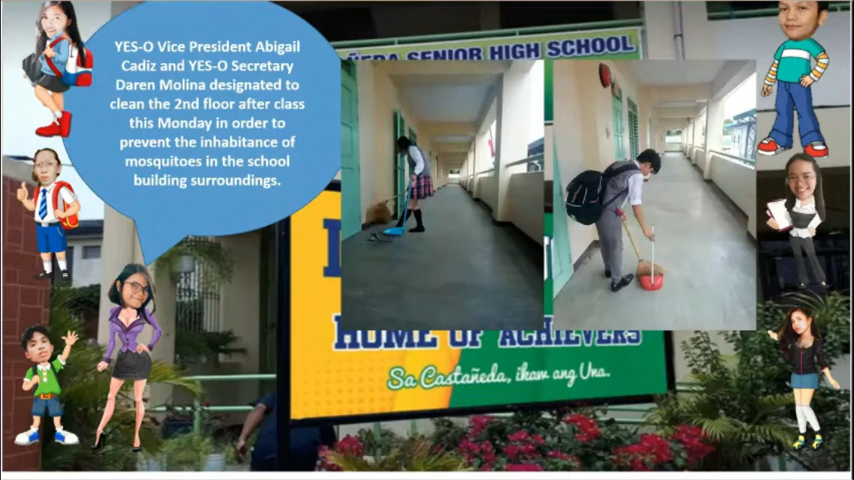 YES-O Vice President Abigail
Cadiz and YES-O Secretary
Daren Molina designated to
clean the 2nd floor after class
this Monday in order to
prevent the inhabitance of
mosquitoes in the school
building surroundings.
SENIOR HIGH SCHOOL
HOME OF ACHIEVERS
Sa Castañeda, ikaw ang Una.